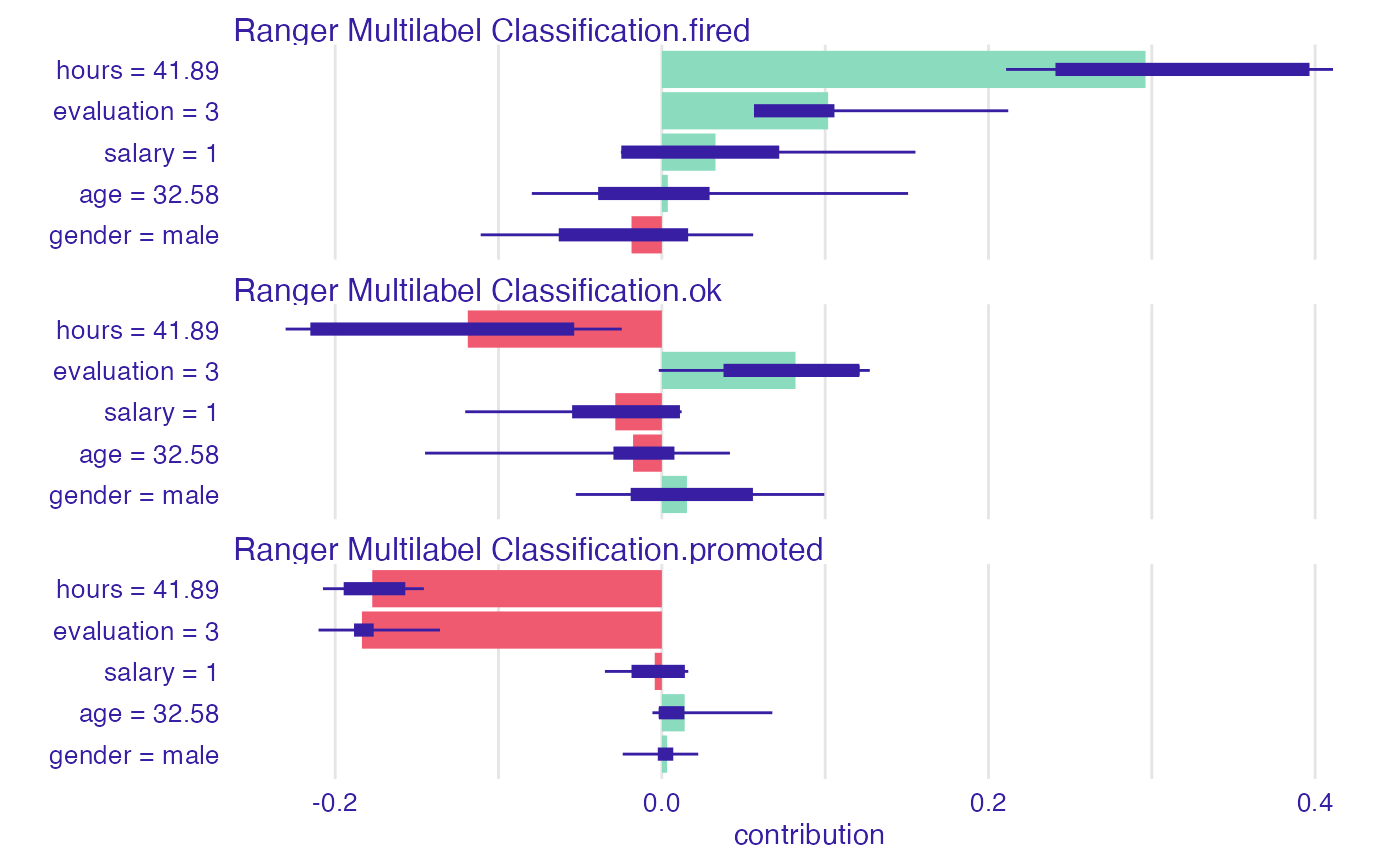 Ranger Multilabel Classification.fired
hours = 41.89
evaluation = 3
salary = 1
age = 32.58
gender = male
Ranger Multilabel Classification.ok
hours = 41.89
evaluation = 3
salary = 1
age = 32.58
gender = male
Ranger Multilabel Classification.promoted
hours = 41.89
evaluation = 3
salary = 1
age = 32.58
gender = male
-0.2 0.0 0.2 0.4
contribution